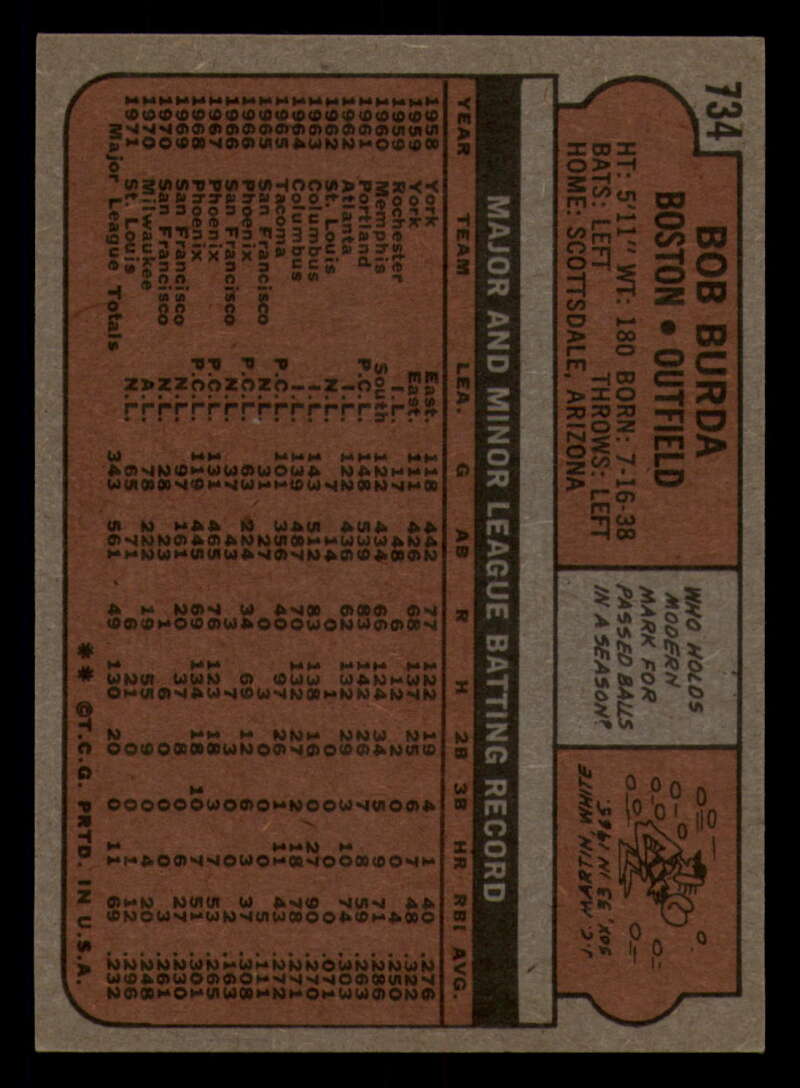 734
BOB BURDA
BOSTON • OUTFIELD
HT: 5'11" WT: 180 BORN: 7-16-38
BATS: LEFT THROWS: LEFT
HOME: SCOTTSDALE, ARIZONA
WHO HOLDS
MODERN
MARK FOR
PASSED BALLS
IN A SEASON?
J.C. MARTIN, WHITE
SOX, 33 IN 1965.
MAJOR AND MINOR LEAGUE BATTING RECORD
YEAR TEAM LEA. G AB R H 2B 3B HR RBI AVG.
1958 York East. 118 442 77 122 19 4 1 40 .276
1959 York East. 111 426 68 137 25 6 7 48 .322
1959 Rochester I.L. 17 48 6 12 2 0 0 4 .250
1960 Memphis South 122 434 66 124 34 5 9 71 .286
1961 Portland P.C.L. 148 539 83 142 26 7 8 59 .263
1962 Atlanta I.L. 122 436 62 132 29 3 10 74 .303
1962 St. Louis N.L. 7 14 0 1 0 0 0 0 .071
1963 Columbus I.L. 143 512 83 138 16 0 27 90 .270
1964 Columbus I.L. 139 487 70 132 27 2 18 78 .271
1965 Tacoma P.C.L. 101 356 40 97 26 1 11 43 .272
1965 San Francisco N.L. 31 27 0 3 0 0 0 5 .111
1966 Phoenix P.C.L. 63 224 34 69 12 6 3 37 .308
1966 San Francisco N.L. 37 43 3 7 3 0 0 2 .163
1967 Phoenix P.C.L. 131 465 76 123 18 3 7 53 .265
1968 Phoenix P.C.L. 119 445 69 134 18 10 7 51 .301
1969 San Francisco N.L. 97 161 20 37 8 0 6 27 .230
1970 San Francisco N.L. 28 23 1 6 0 0 0 3 .261
1970 Milwaukee A.L. 78 222 19 55 9 0 4 20 .248
1971 St. Louis N.L. 65 71 6 21 0 0 1 12 .296
Major League Totals 343 561 49 130 20 0 11 69 .232
** ©T.C.G. PRTD. IN U.S.A.